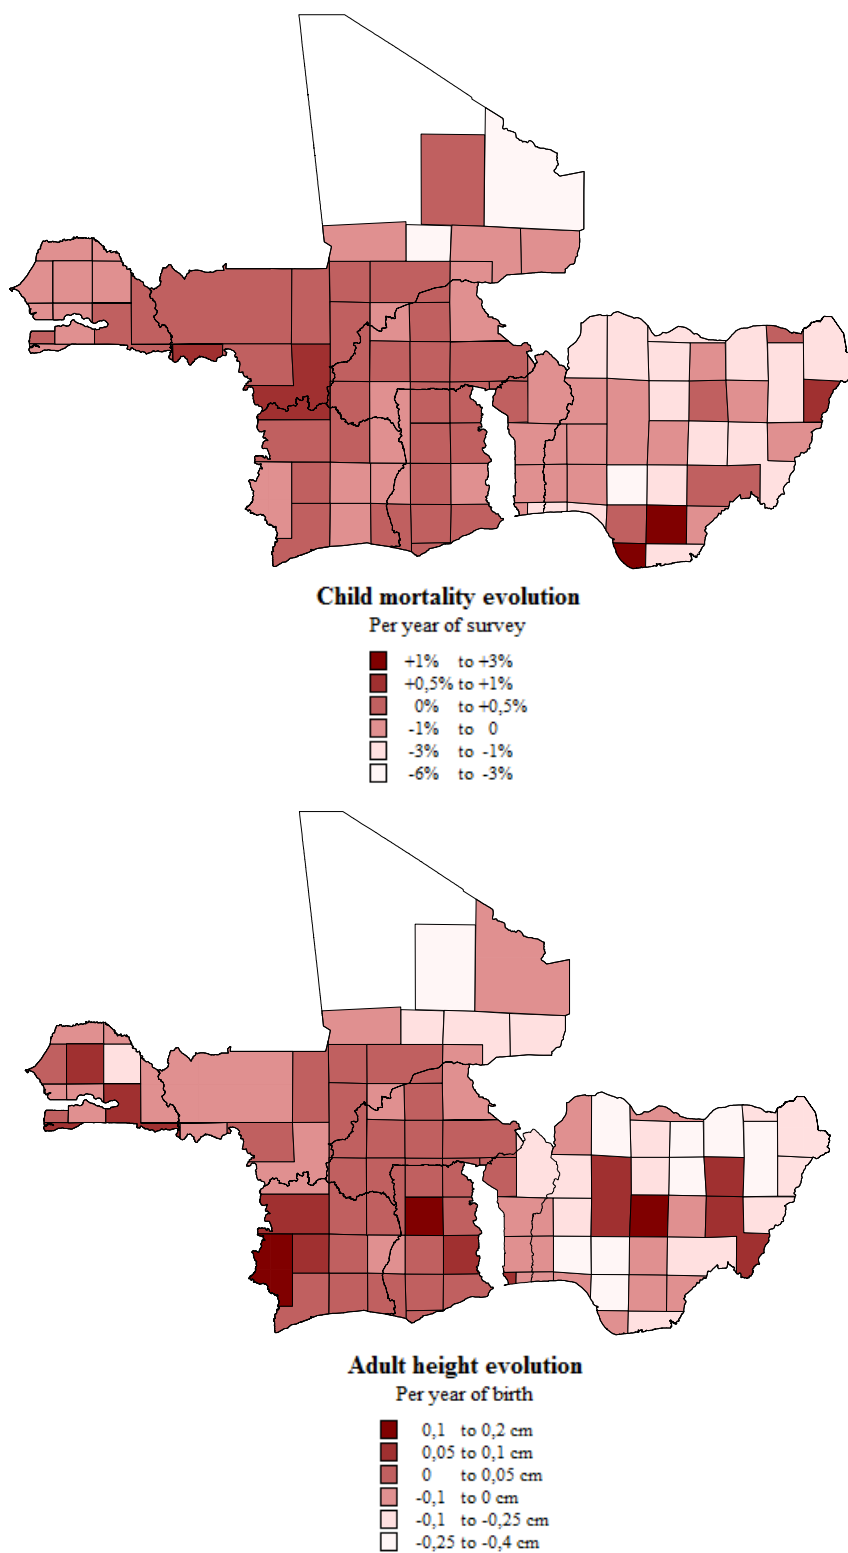 Child mortality evolution
Per year of survey
+1% to +3%
+0,5% to +1%
0% to +0,5%
-1% to 0
-3% to -1%
-6% to -3%
Adult height evolution
Per year of birth
0,1 to 0,2 cm
0,05 to 0,1 cm
0 to 0,05 cm
-0,1 to 0 cm
-0,1 to -0,25 cm
-0,25 to -0,4 cm